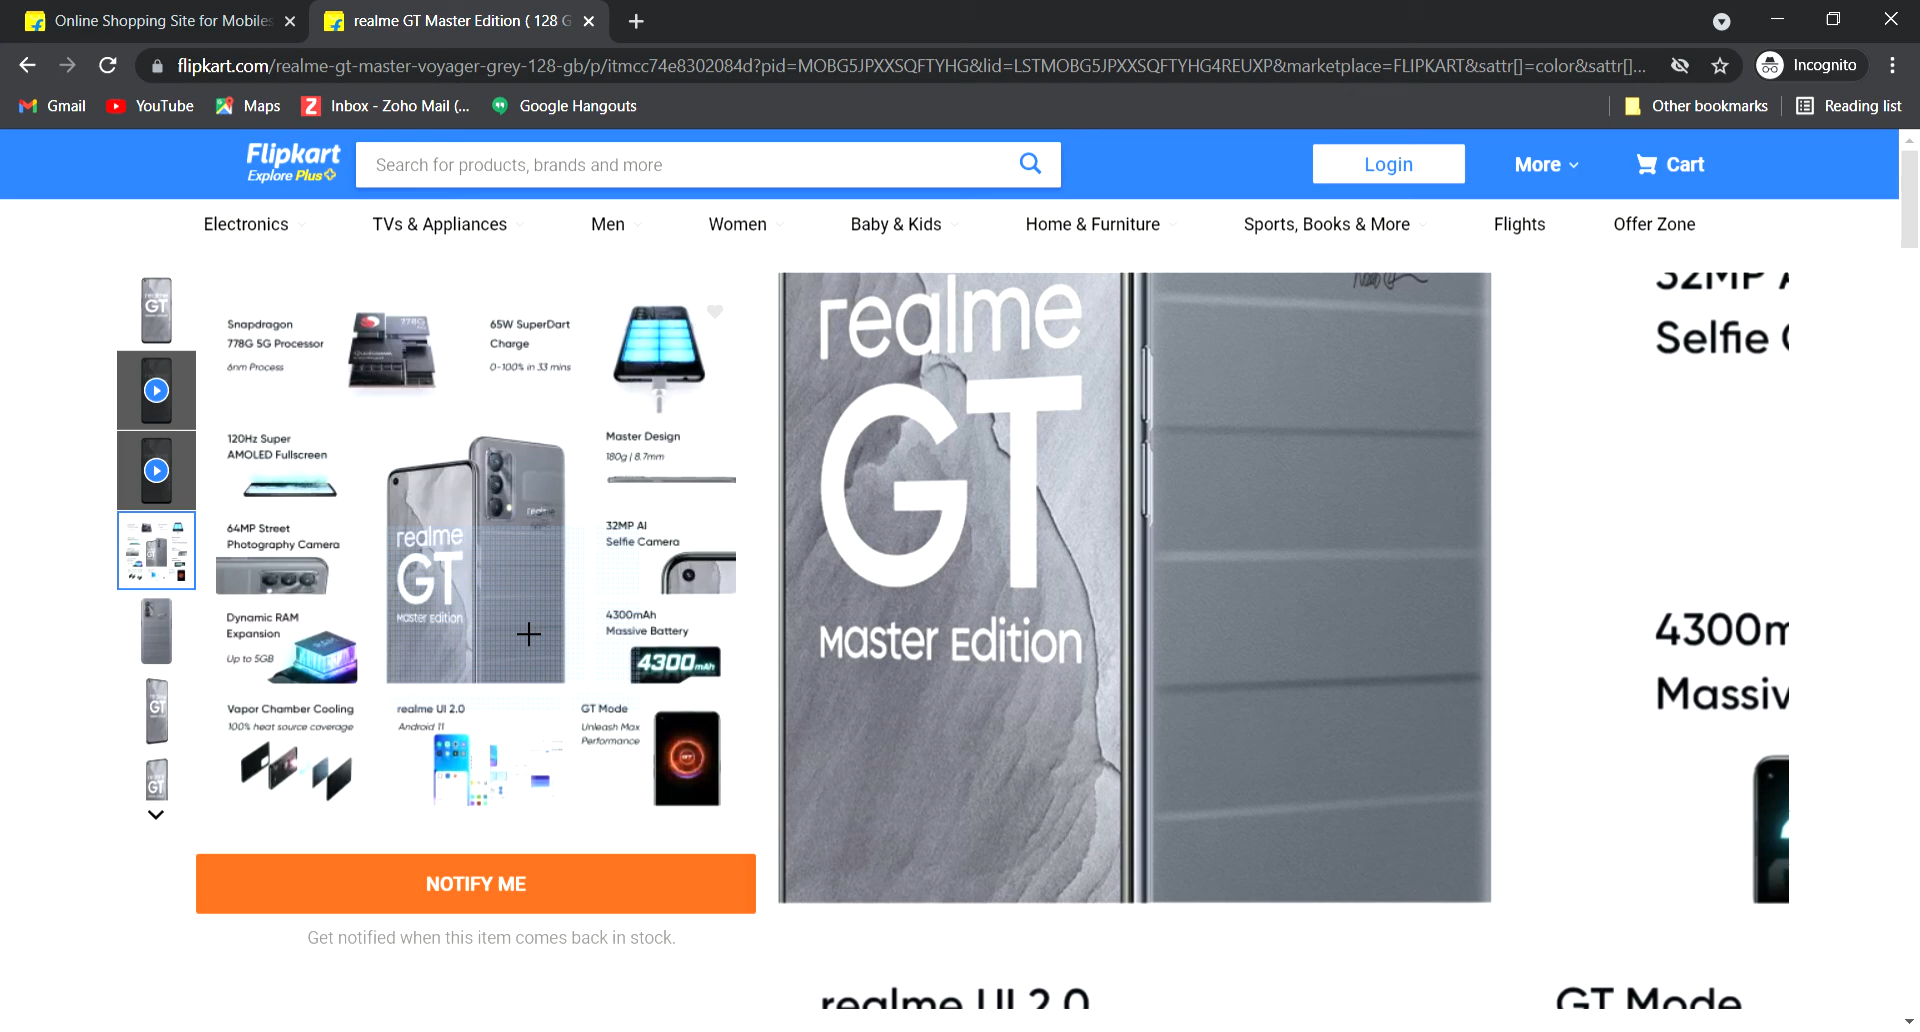 Online Shopping Site for Mobiles
realme GT Master Edition ( 128 G
flipkart.com/realme-gt-master-voyager-grey-128-gb/p/itmcc74e8302084d?pid=MOBG5JPXXSQFTYHG&lid=LSTMOBG5JPXXSQFTYHG4REUXP&marketplace=FLIPKART&sattr[]=color&sattr[]...
Incognito
Gmail
YouTube
Maps
Inbox - Zoho Mail (...
Google Hangouts
Other bookmarks
Reading list
Flipkart
Explore Plus
Search for products, brands and more
Login
More
Cart
Electronics
TVs & Appliances
Men
Women
Baby & Kids
Home & Furniture
Sports, Books & More
Flights
Offer Zone
Snapdragon
778G 5G Processor
6nm Process
778G
65W SuperDart
Charge
0-100% in 33 mins
120Hz Super
AMOLED Fullscreen
Master Design
180g | 8.7mm
64MP Street
Photography Camera
32MP AI
Selfie Camera
realme
realme
GT
Master Edition
Dynamic RAM
Expansion
Up to 5GB
4300mAh
Massive Battery
4300 mAh
Vapor Chamber Cooling
100% heat source coverage
realme UI 2.0
Android 11
GT Mode
Unleash Max
Performance
NOTIFY ME
Get notified when this item comes back in stock.
realme
GT
Master Edition
32MP A
Selfie
4300m
Massiv
realme UI 2.0
GT Mode